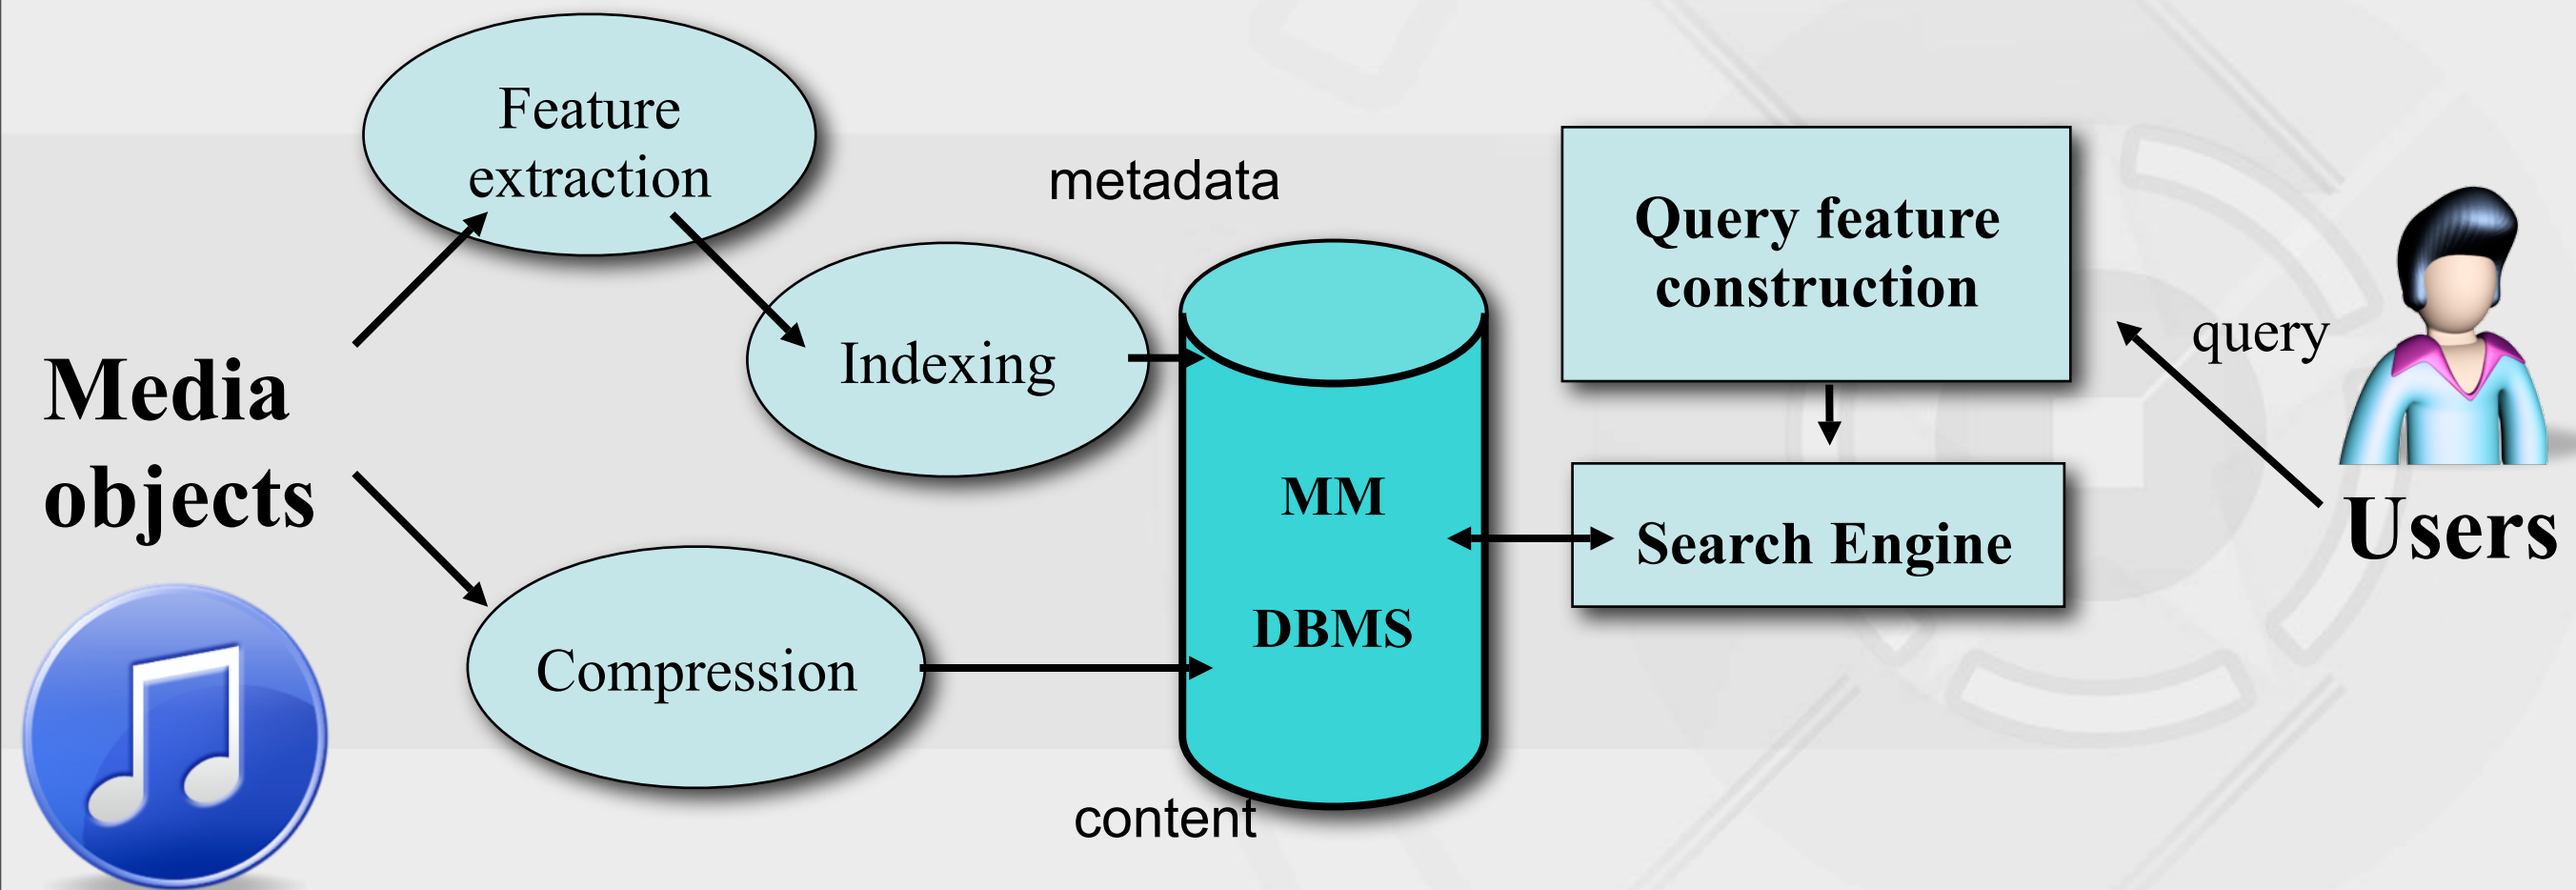 Feature
extraction
metadata
Query feature
construction
Indexing
query
Media
objects
MM
DBMS
Search Engine
Users
Compression
content